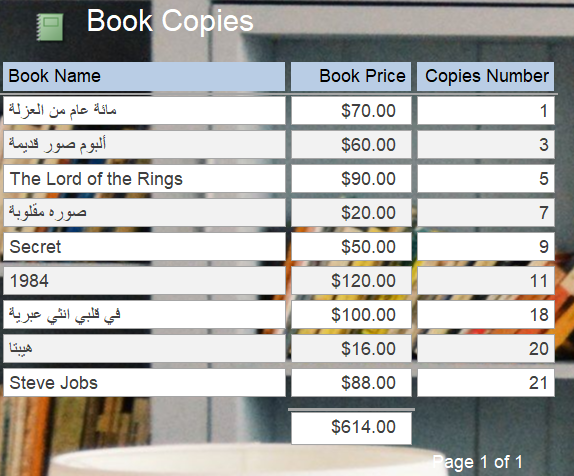 Book Copies
Book Name Book Price Copies Number
مائة عام من العزلة $70.00 1
ألبوم صور قديمة $60.00 3
The Lord of the Rings $90.00 5
صوره مقلوبة $20.00 7
Secret $50.00 9
1984 $120.00 11
في قلبي انثي عبرية $100.00 18
هيبتا $16.00 20
Steve Jobs $88.00 21
$614.00
Page 1 of 1